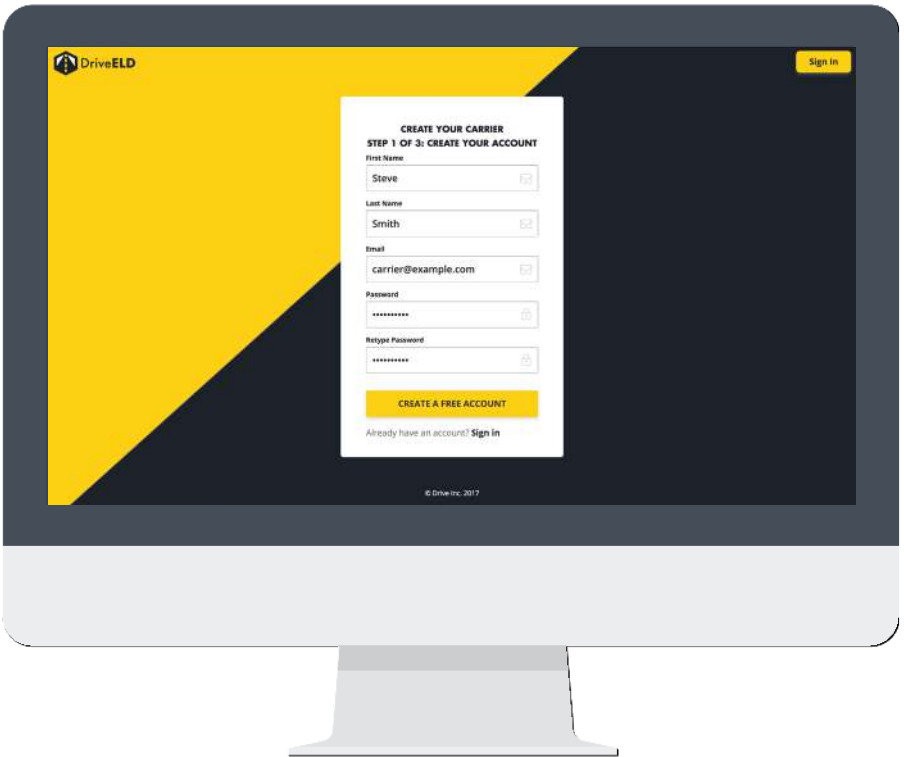 DriveELD
Sign In
CREATE YOUR CARRIER
STEP 1 OF 3: CREATE YOUR ACCOUNT
First Name
Steve
Last Name
Smith
Email
carrier@example.com
Password
••••••••••
Retype Password
••••••••••
CREATE A FREE ACCOUNT
Already have an account? Sign in
© Drive Inc. 2017